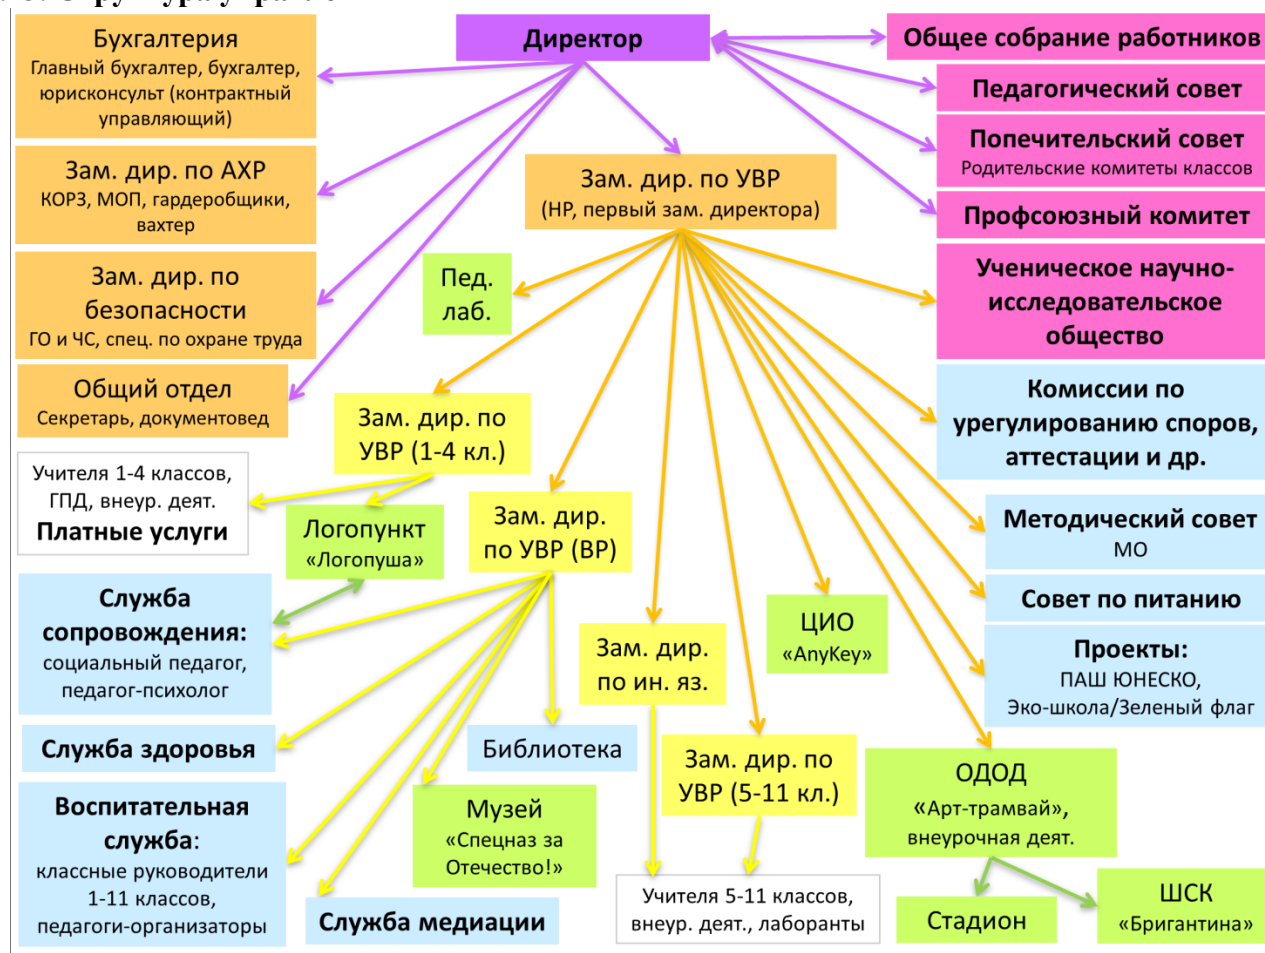 Директор
Бухгалтерия
Главный бухгалтер, бухгалтер,
юрисконсульт (контрактный
управляющий)
Зам. дир. по АХР
КОРЗ, МОП, гардеробщики,
вахтер
Зам. дир. по
безопасности
ГО и ЧС, спец. по охране труда
Общий отдел
Секретарь, документовед
Общее собрание работников
Педагогический совет
Попечительский совет
Родительские комитеты классов
Профсоюзный комитет
Ученическое научно-
исследовательское
общество
Комиссии по
урегулированию споров,
аттестации и др.
Методический совет
МО
Совет по питанию
Проекты:
ПАШ ЮНЕСКО,
Эко-школа/Зеленый флаг
Зам. дир. по УВР
(НР, первый зам. директора)
Пед.
лаб.
Зам. дир. по
УВР (1-4 кл.)
Учителя 1-4 классов,
ГПД, внеур. деят.
Платные услуги
Логопункт
«Логопуша»
Зам. дир.
по УВР (ВР)
Служба
сопровождения:
социальный педагог,
педагог-психолог
Служба здоровья
Воспитательная
служба:
классные руководители
1-11 классов,
педагоги-организаторы
Служба медиации
Музей
«Спецназ за
Отечество!»
Библиотека
Зам. дир.
по ин. яз.
Зам. дир. по
УВР (5-11 кл.)
Учителя 5-11 классов,
внеур. деят., лаборанты
ЦИО
«AnyKey»
ОДОД
«Арт-трамвай»,
внеурочная деят.
Стадион
ШСК
«Бригантина»